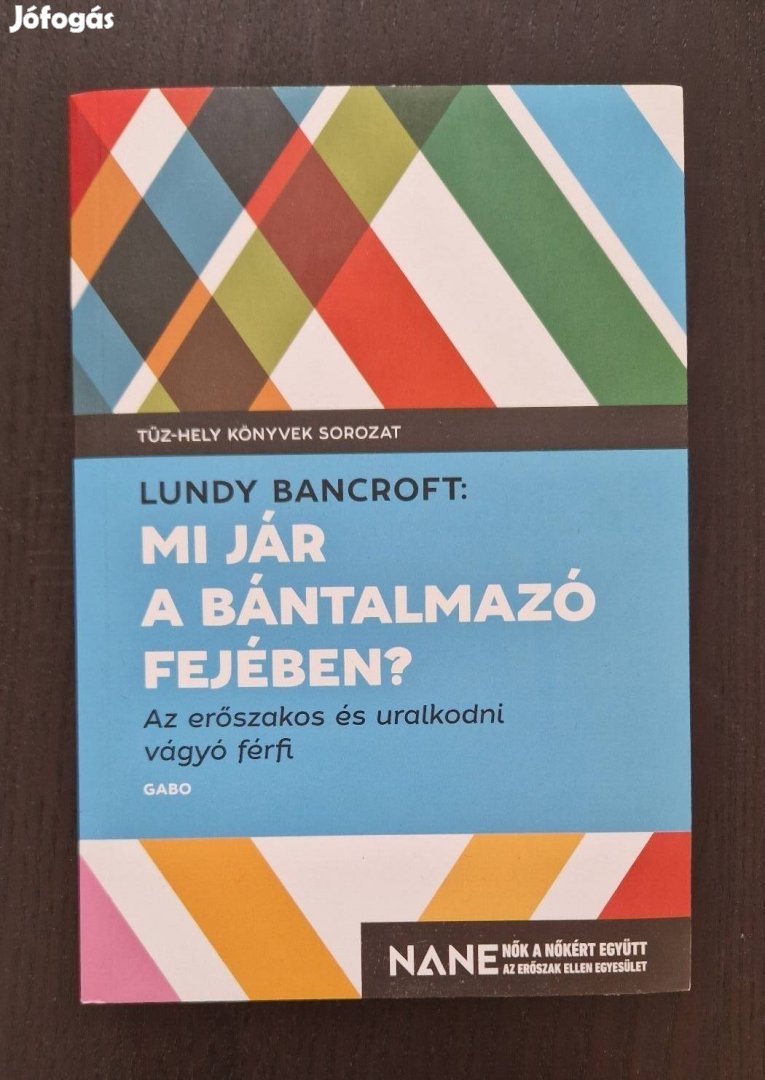 Jófogás
TŰZ-HELY KÖNYVEK SOROZAT
LUNDY BANCROFT:
MI JÁR
A BÁNTALMAZÓ
FEJÉBEN?
Az erőszakos és uralkodni
vágyó férfi
GABO
NANE NŐK A NŐKÉRT EGYÜTT
AZ ERŐSZAK ELLEN EGYESÜLET